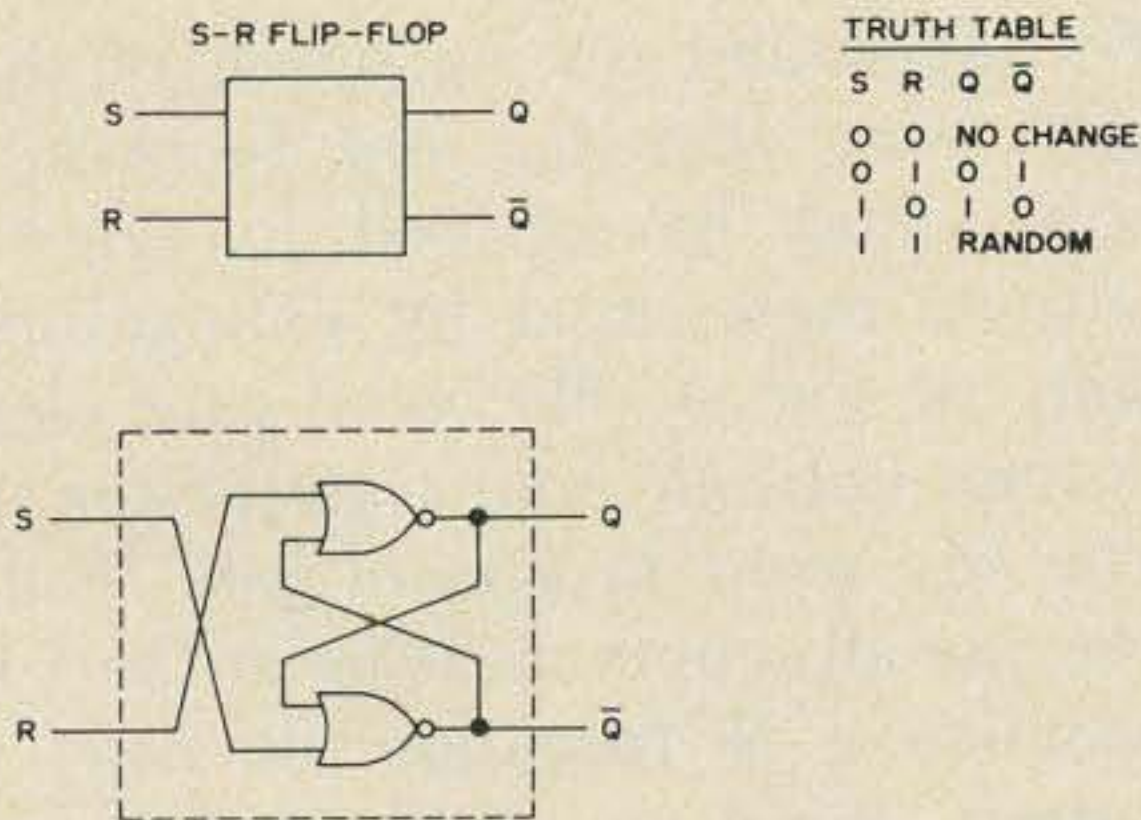 S-R FLIP-FLOP
S Q
R Q̅
TRUTH TABLE
S R Q Q̅
0 0 NO CHANGE
0 1 0 1
1 0 1 0
1 1 RANDOM
S Q
R Q̅